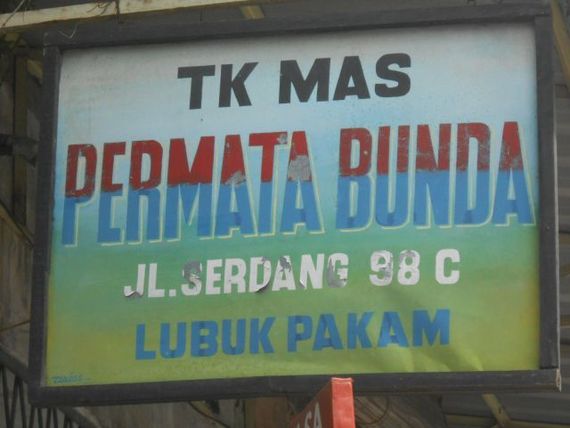 TK MAS
PERMATA BUNDA
JL.SERDANG 98 C
LUBUK PAKAM